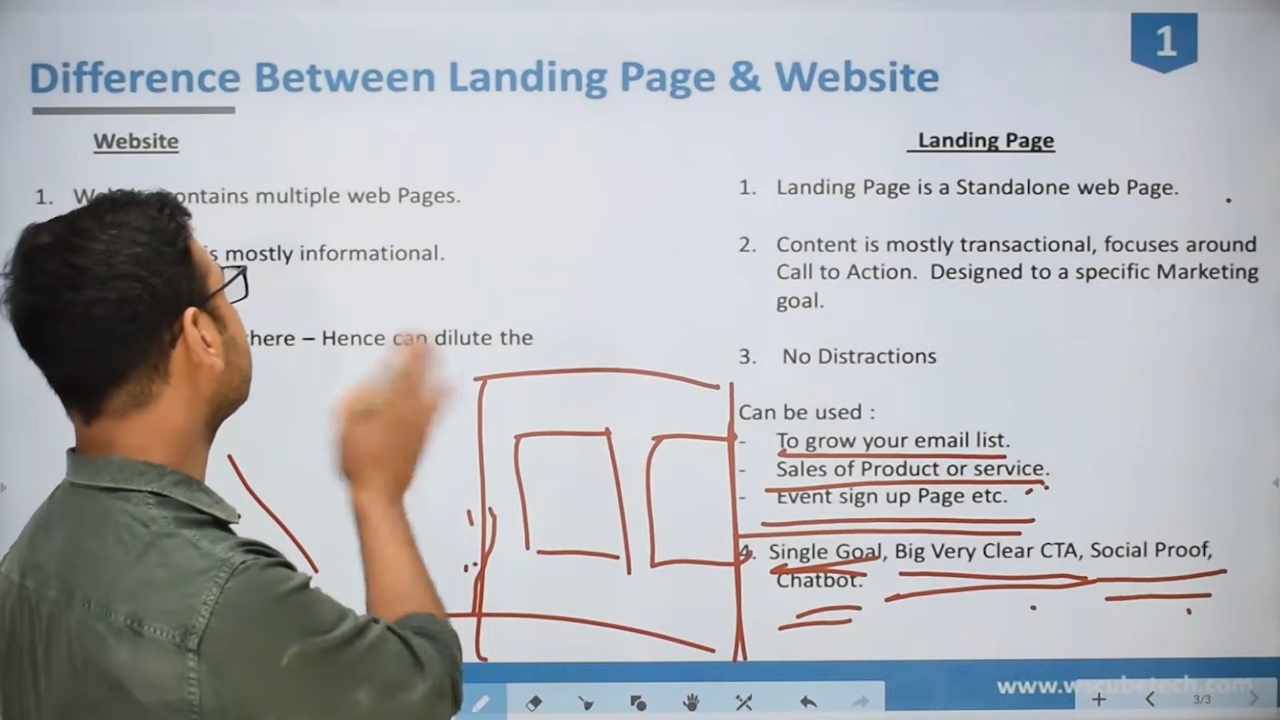 1
Difference Between Landing Page & Website
Website
1. contains multiple web Pages.
is mostly informational.
here – Hence can dilute the
Landing Page
1. Landing Page is a Standalone web Page.
2. Content is mostly transactional, focuses around
Call to Action. Designed to a specific Marketing
goal.
3. No Distractions
Can be used :
- To grow your email list.
- Sales of Product or service.
- Event sign up Page etc.
4. Single Goal, Big Very Clear CTA, Social Proof,
Chatbot.
www.wscubetech.com
3/3